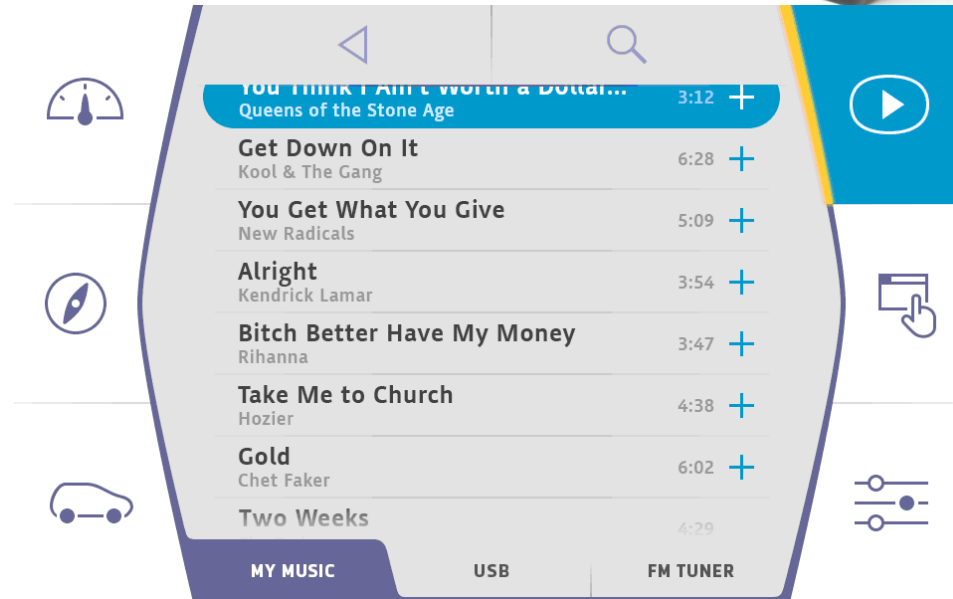 You Think I Ain't Worth a Dollar...
3:12
Queens of the Stone Age
Get Down On It
6:28
Kool & The Gang
You Get What You Give
5:09
New Radicals
Alright
3:54
Kendrick Lamar
Bitch Better Have My Money
3:47
Rihanna
Take Me to Church
4:38
Hozier
Gold
6:02
Chet Faker
Two Weeks
4:29
MY MUSIC
USB
FM TUNER